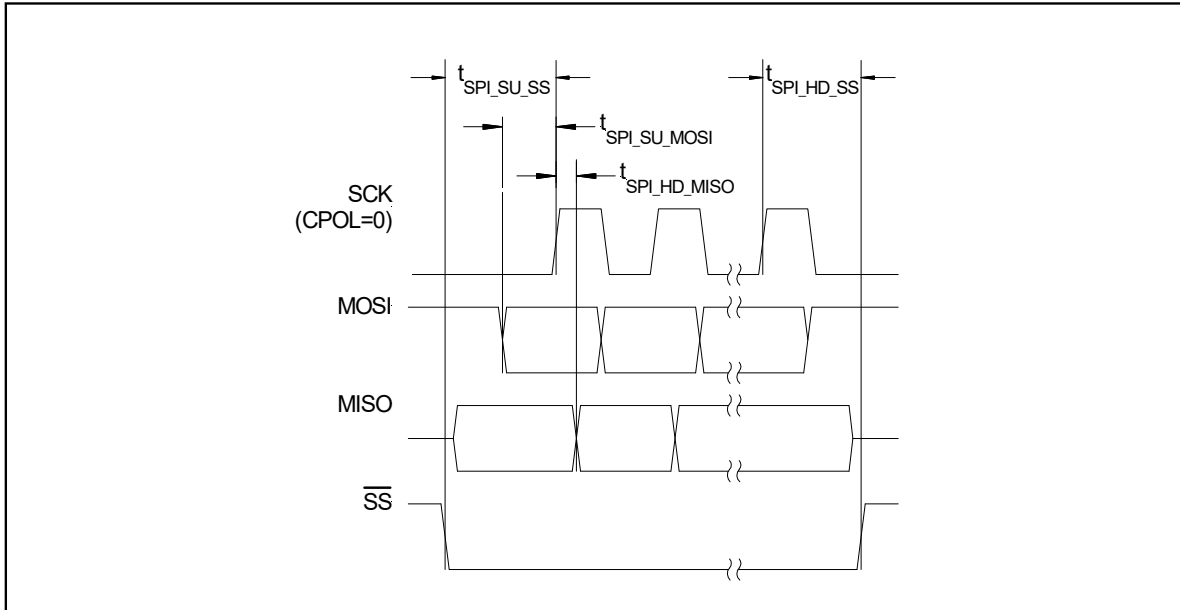 tSPI_SU_SS
tSPI_HD_SS
tSPI_SU_MOSI
tSPI_HD_MISO
SCK
(CPOL=0)
MOSI
MISO
SS